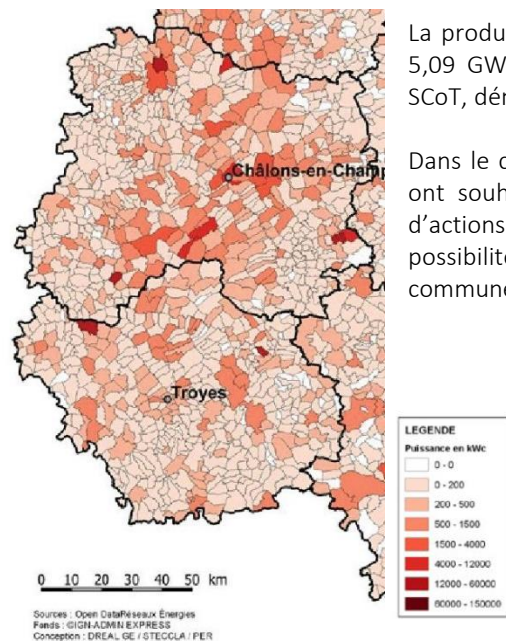 La produ
5,09 GW
SCoT, dér
Dans le c
ont souh
d'actions
possibilité
commune
Châlons-en-Champ
Troyes
LEGENDE
Puissance en kWc
0 - 0
0 - 200
200 - 500
500 - 1500
1500 - 4000
4000 - 12000
12000 - 60000
60000 - 150000
0 10 20 30 40 50 km
Sources : Open DataRéseaux Énergies
Fonds : ©IGN-ADMIN EXPRESS
Conception : DREAL GE / STECCLA / PER